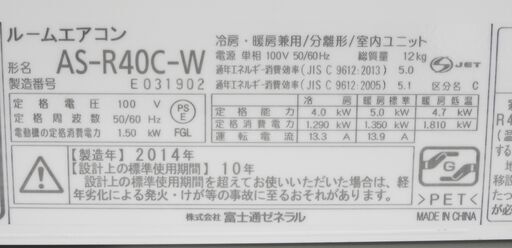 ルームエアコン
形名 AS-R40C-W
製造番号 E031902
冷房・暖房兼用/分離形/室内ユニット
電源 単相 100V 50/60Hz 総質量 12kg
通年エネルギー消費効率(JIS C 9612:2013) 5.0
通年エネルギー消費効率(JIS C 9612:2005) 5.1 区分名 C
S-JET
定格電圧 100 V
定格周波数 50/60 Hz
電動機の定格消費電力 1.50 kW
PS E
FGL
冷房 暖房標準 暖房低温
定格能力 4.0 kW 5.0 kW 4.7 kW
定格消費電力 1,290 kW 1,350 kW 1,810 kW
運転電流 13.3 A 13.9 A
【製造年】2014年
【設計上の標準使用期間】10年
設計上の標準使用期間を超えてお使いいただいた場合は、経
年劣化による発火・けが等の事故に至るおそれがあります。
G
>PET<
株式会社 富士通ゼネラル
MADE IN CHINA